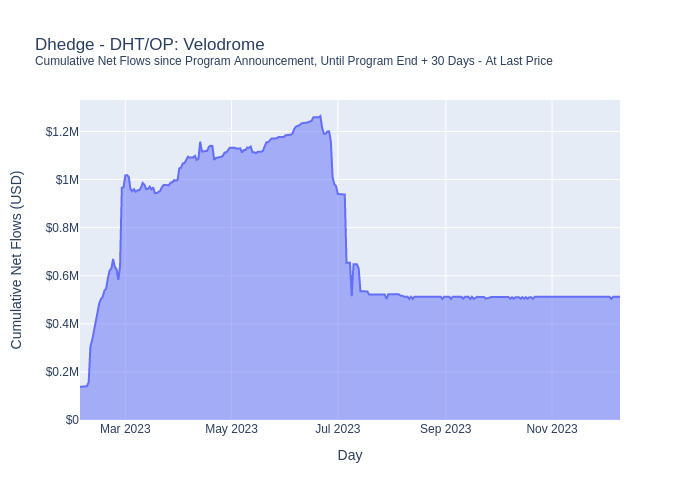 Dhedge - DHT/OP: Velodrome
Cumulative Net Flows since Program Announcement, Until Program End + 30 Days - At Last Price
Cumulative Net Flows (USD)
$1.2M
$1M
$0.8M
$0.6M
$0.4M
$0.2M
$0
Mar 2023 May 2023 Jul 2023 Sep 2023 Nov 2023
Day